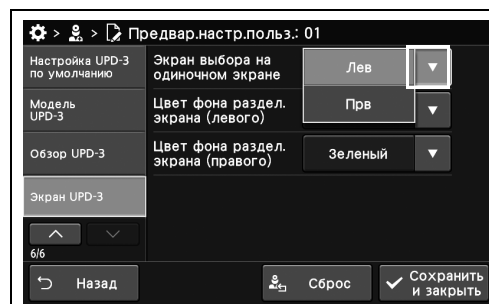 > > Предвар.настр.польз.: 01
Настройка UPD-3
по умолчанию
Экран выбора на
одиночном экране
Лев
Прв
Модель
UPD-3
Цвет фона раздел.
экрана (левого)
Обзор UPD-3
Цвет фона раздел.
экрана (правого)
Зеленый
Экран UPD-3
6/6
Назад
Сброс
Сохранить
и закрыть